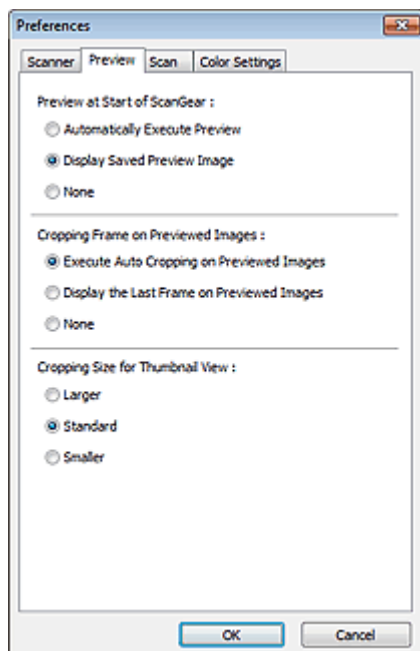 Preferences
Scanner Preview Scan Color Settings
Preview at Start of ScanGear :
Automatically Execute Preview
Display Saved Preview Image
None
Cropping Frame on Previewed Images :
Execute Auto Cropping on Previewed Images
Display the Last Frame on Previewed Images
None
Cropping Size for Thumbnail View :
Larger
Standard
Smaller
OK Cancel